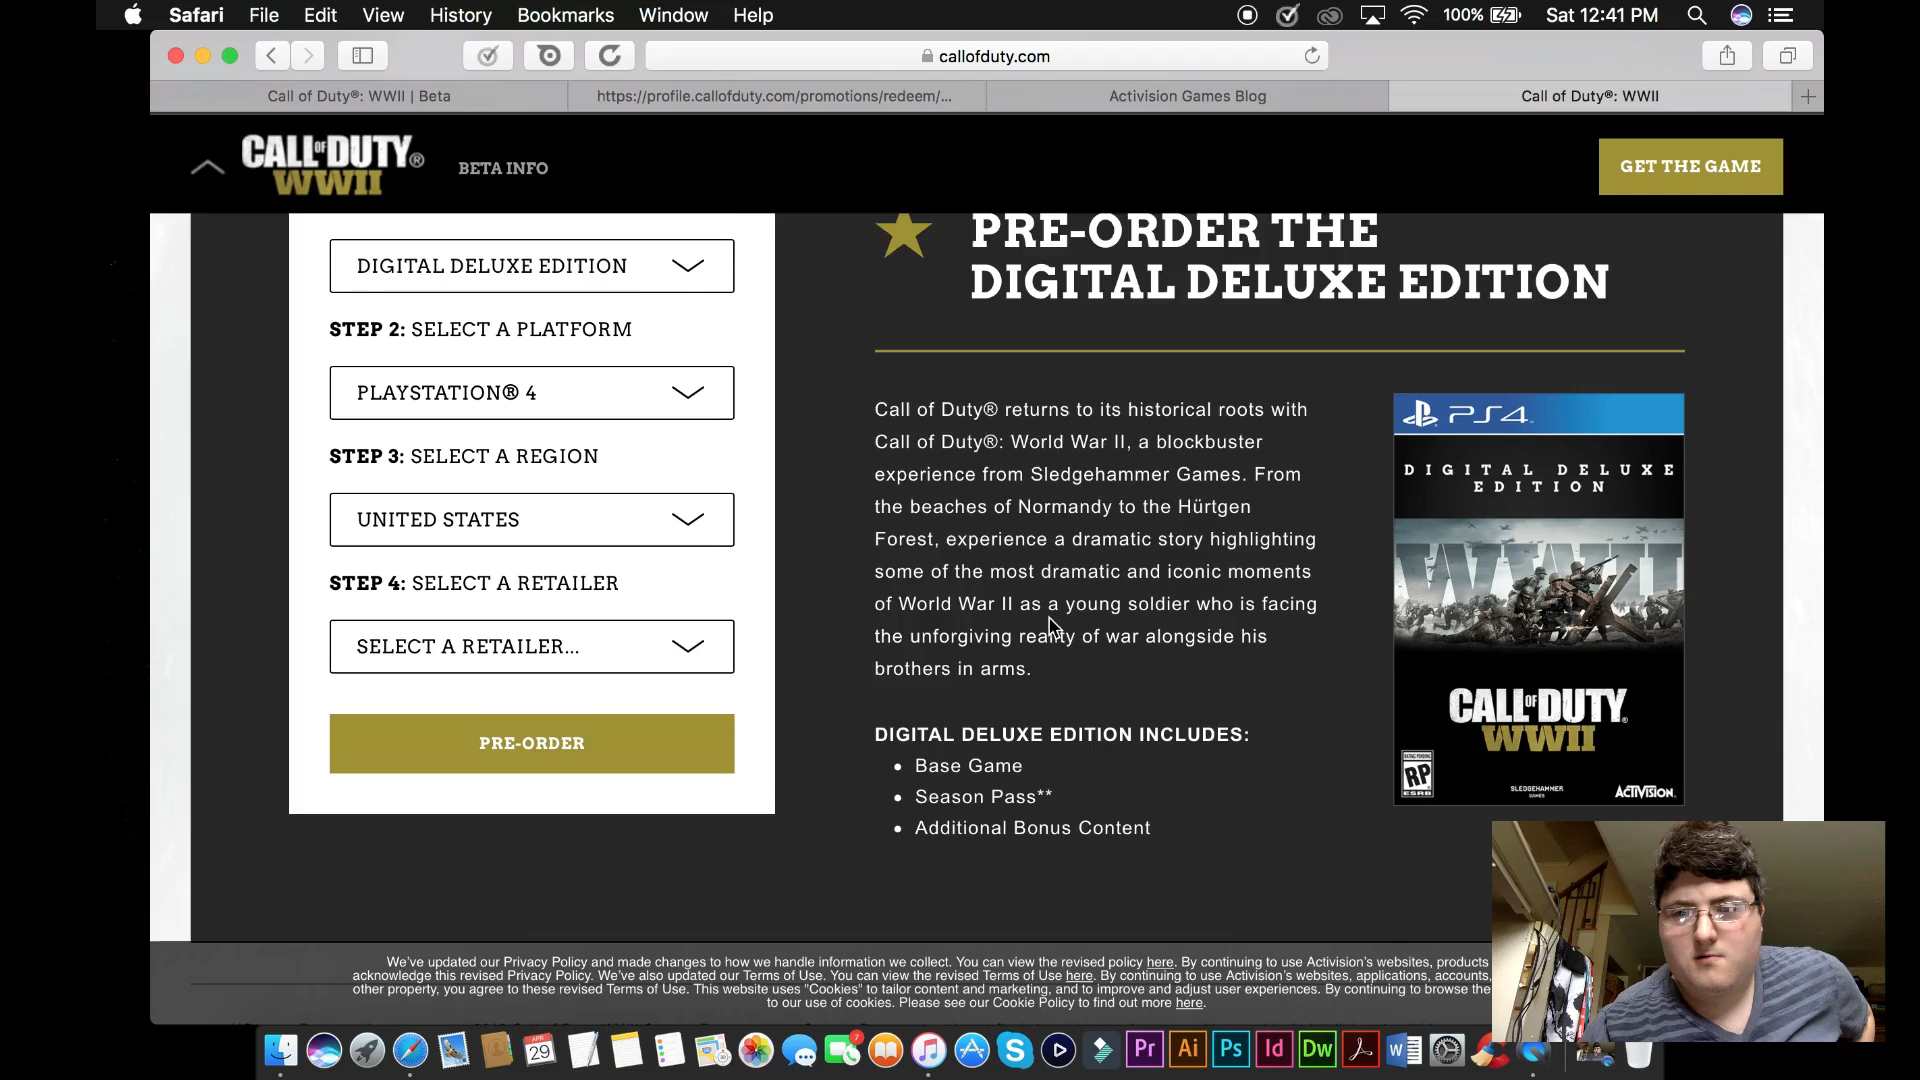 Safari File Edit View History Bookmarks Window Help 100% Sat 12:41 PM
callofduty.com
Call of Duty®: WWII | Beta https://profile.callofduty.com/promotions/redeem/... Activision Games Blog Call of Duty®: WWII
CALL OF DUTY®
WWII
BETA INFO
GET THE GAME
DIGITAL DELUXE EDITION
STEP 2: SELECT A PLATFORM
PLAYSTATION® 4
STEP 3: SELECT A REGION
UNITED STATES
STEP 4: SELECT A RETAILER
SELECT A RETAILER...
PRE-ORDER
PRE-ORDER THE
DIGITAL DELUXE EDITION
Call of Duty® returns to its historical roots with
Call of Duty®: World War II, a blockbuster
experience from Sledgehammer Games. From
the beaches of Normandy to the Hürtgen
Forest, experience a dramatic story highlighting
some of the most dramatic and iconic moments
of World War II as a young soldier who is facing
the unforgiving reality of war alongside his
brothers in arms.
DIGITAL DELUXE EDITION INCLUDES:
• Base Game
• Season Pass**
• Additional Bonus Content
PS4
DIGITAL DELUXE
EDITION
WWII
CALL OF DUTY®
WWII
RATING PENDING
RP
ESRB
SLEDGEHAMMER
GAMES
ACTIVISION
We've updated our Privacy Policy and made changes to how we handle information we collect. You can view the revised policy here. By continuing to use Activision's websites, products
acknowledge this revised Privacy Policy. We've also updated our Terms of Use. You can view the revised Terms of Use here. By continuing to use Activision's websites, applications, accounts,
other property, you agree to these revised Terms of Use. This website uses "Cookies" to tailor content and marketing, and to improve and adjust user experiences. By continuing to browse the
to our use of cookies. Please see our Cookie Policy to find out more here.
APR
29
7
Pr Ai Ps Id Dw W